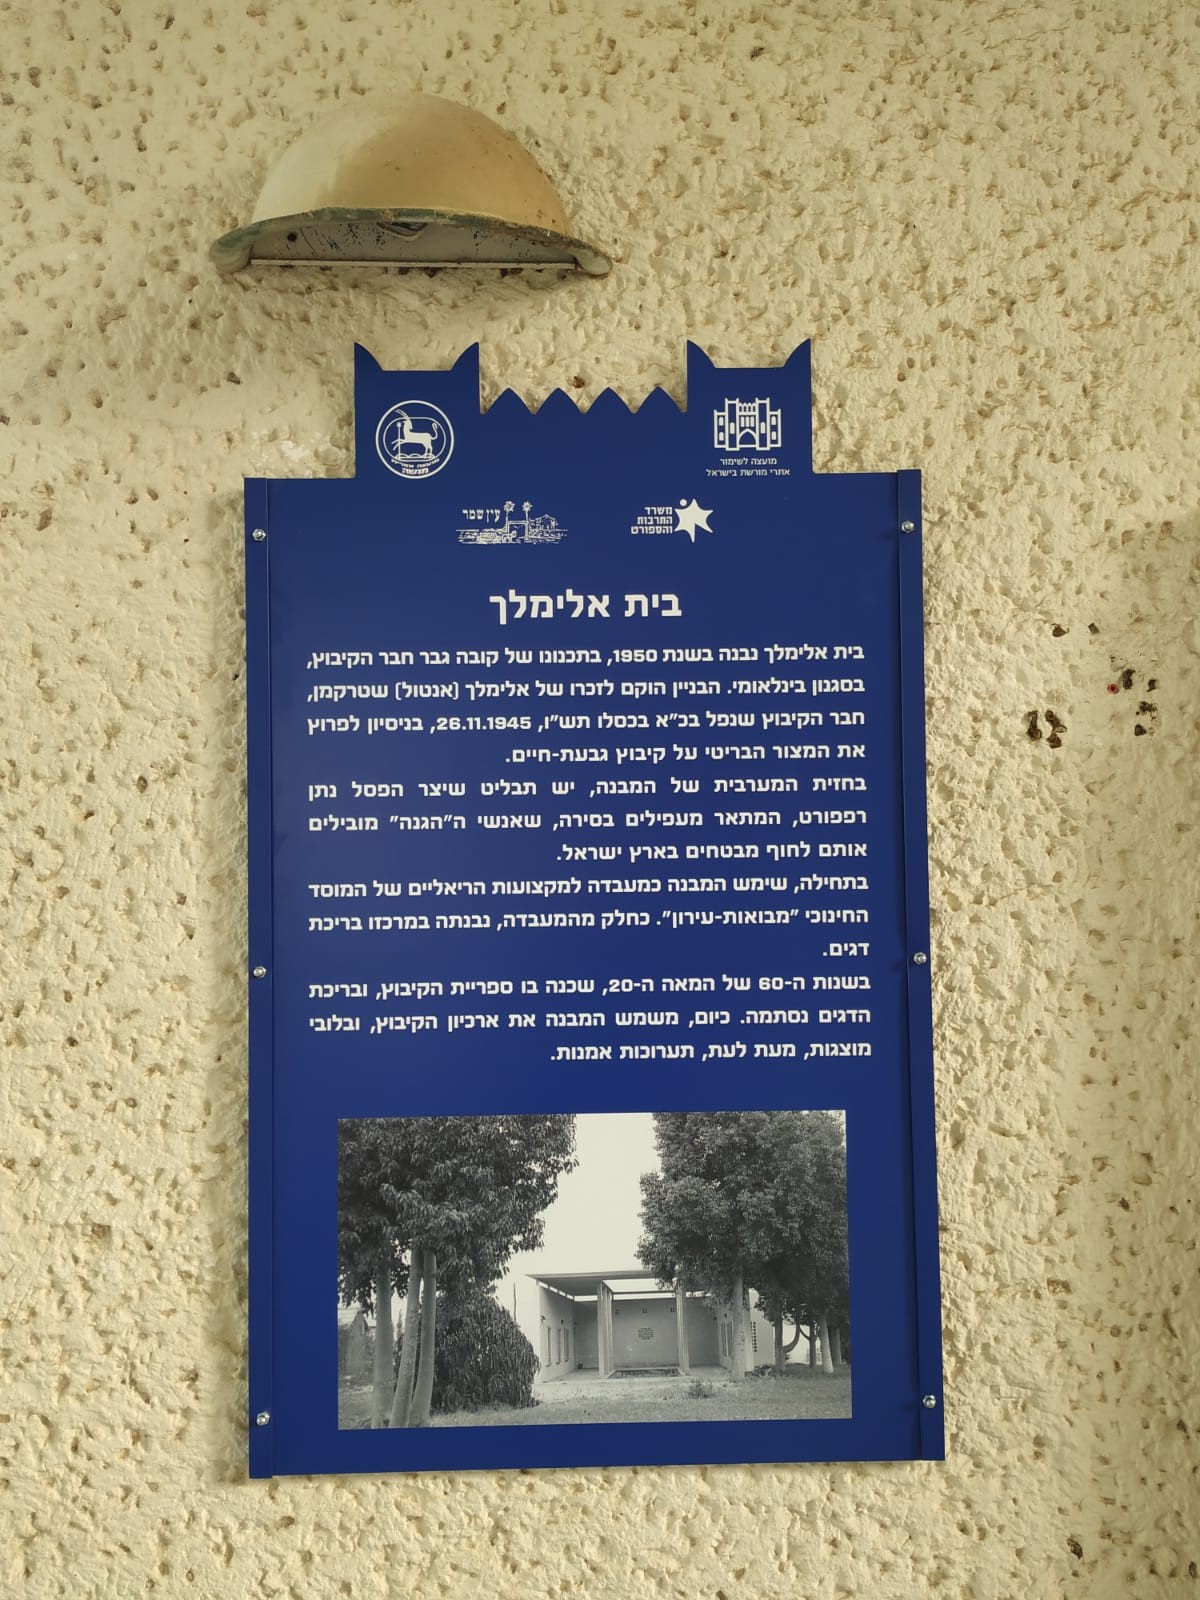 מועצה אזורית
מנשה
מועצה לשימור
אתרי מורשת בישראל
עין שמר
משרד
התרבות
והספורט
בית אלימלך
בית אלימלך נבנה בשנת 1950, בתכנונו של קובה גבר חבר הקיבוץ,
בסגנון בינלאומי. הבניין הוקם לזכרו של אלימלך (אנטול) שטרקמן,
חבר הקיבוץ שנפל בכ"א בכסלו תש"ו, 26.11.1945, בניסיון לפרוץ
את המצור הבריטי על קיבוץ גבעת-חיים.
בחזית המערבית של המבנה, יש תבליט שיצר הפסל נתן
רפפורט, המתאר מעפילים בסירה, שאנשי ה"הגנה" מובילים
אותם לחוף מבטחים בארץ ישראל.
בתחילה, שימש המבנה כמעבדה למקצועות הריאליים של המוסד
החינוכי "מבואות-עירון". כחלק מהמעבדה, נבנתה במרכזו בריכת
דגים.
בשנות ה-60 של המאה ה-20, שכנה בו ספריית הקיבוץ, ובריכת
הדגים נסתמה. כיום, משמש המבנה את ארכיון הקיבוץ, ובלובי
מוצגות, מעת לעת, תערוכות אמנות.